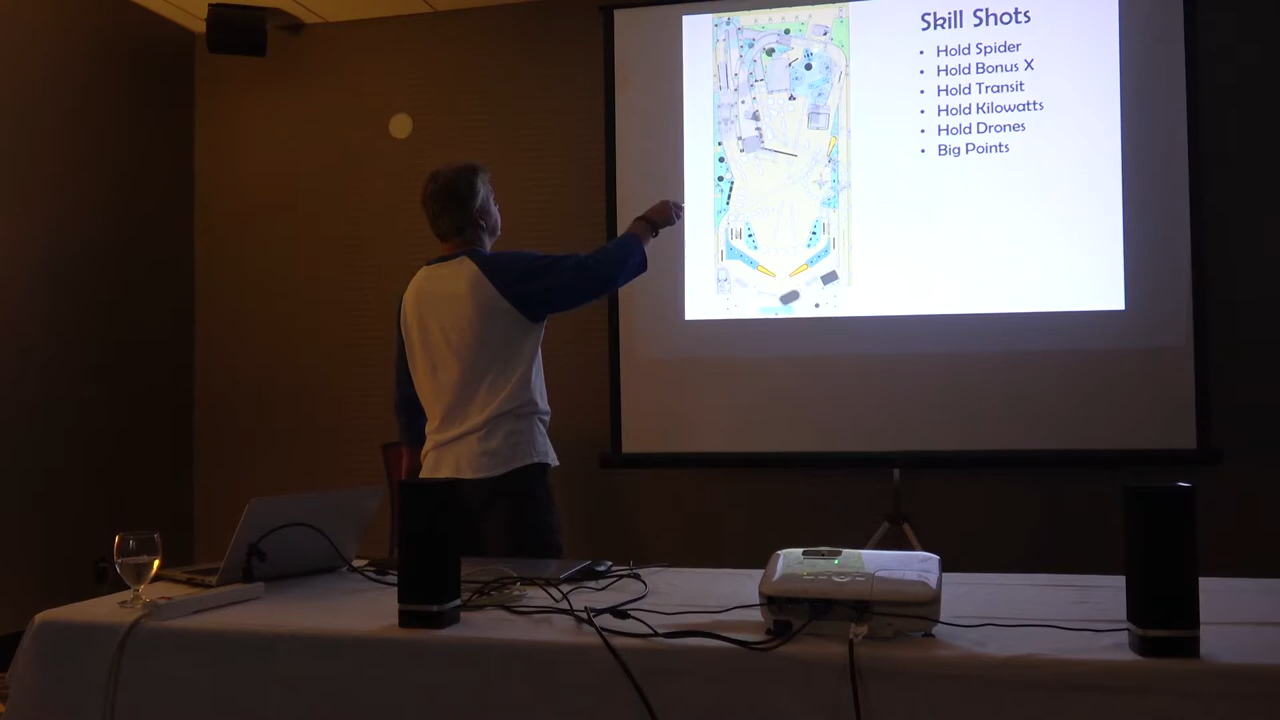 Skill Shots
• Hold Spider
• Hold Bonus X
• Hold Transit
• Hold Kilowatts
• Hold Drones
• Big Points